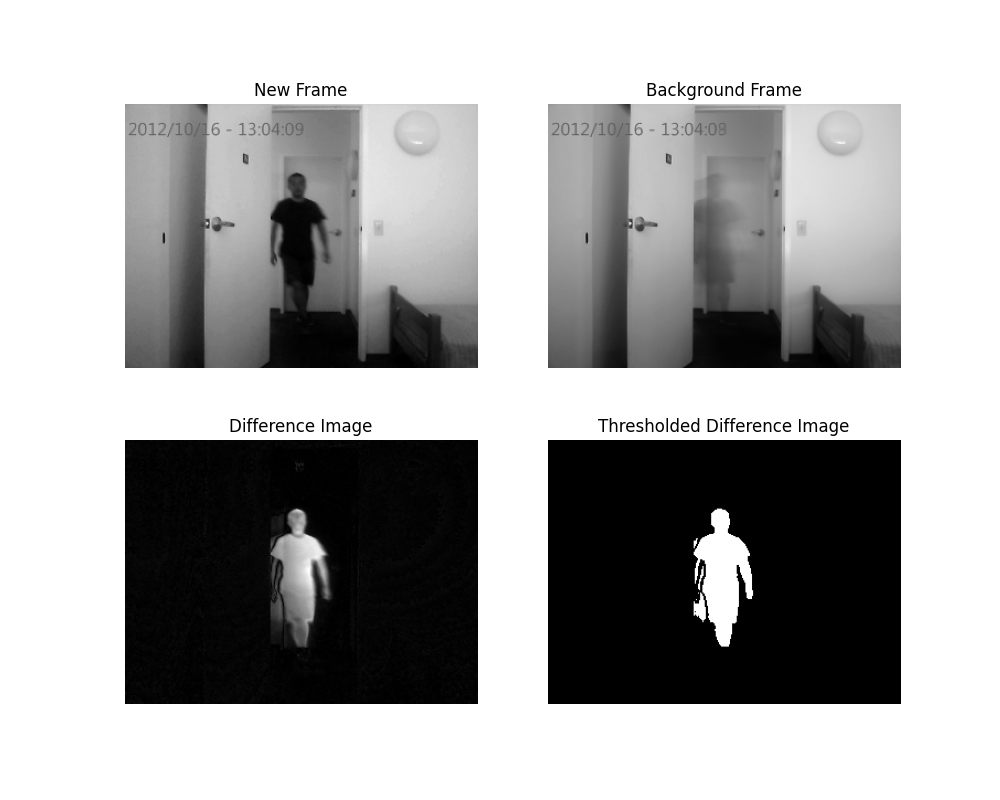 New Frame
Background Frame
2012/10/16 - 13:04:09
2012/10/16 - 13:04:08
Difference Image
Thresholded Difference Image